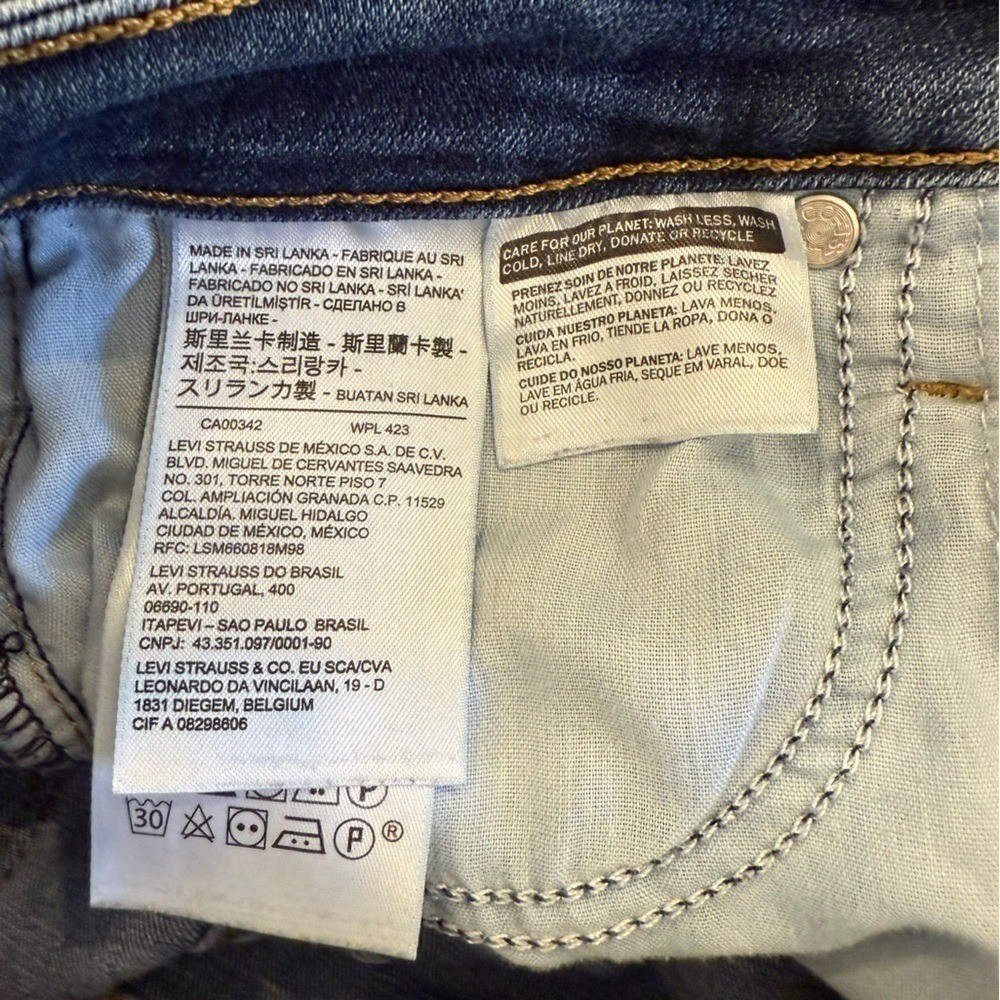 MADE IN SRI LANKA - FABRIQUE AU SRI
LANKA - FABRICADO EN SRI LANKA -
FABRICADO NO SRI LANKA - SRİ LANKA'
DA ÜRETİLMİŞTİR - СДЕЛАНО В
ШРИ-ЛАНКЕ -
斯里兰卡制造 - 斯里蘭卡製 -
제조국:스리랑카 -
スリランカ製 - BUATAN SRI LANKA
CA00342 WPL 423
LEVI STRAUSS DE MÉXICO S.A. DE C.V.
BLVD. MIGUEL DE CERVANTES SAAVEDRA
NO. 301, TORRE NORTE PISO 7
COL. AMPLIACIÓN GRANADA C.P. 11529
ALCALDÍA. MIGUEL HIDALGO
CIUDAD DE MÉXICO, MÉXICO
RFC: LSM660818M98
LEVI STRAUSS DO BRASIL
AV. PORTUGAL, 400
06690-110
ITAPEVI – SAO PAULO BRASIL
CNPJ: 43.351.097/0001-90
LEVI STRAUSS & CO. EU SCA/CVA
LEONARDO DA VINCILAAN, 19 - D
1831 DIEGEM, BELGIUM
CIF A 08298606
P
30 P ®
CARE FOR OUR PLANET: WASH LESS, WASH
COLD, LINE DRY, DONATE OR RECYCLE
PRENEZ SOIN DE NOTRE PLANETE: LAVEZ
MOINS, LAVEZ A FROID, LAISSEZ SECHER
NATURELLEMENT, DONNEZ OU RECYCLEZ
CUIDA NUESTRO PLANETA: LAVA MENOS,
LAVA EN FRIO, TIENDE LA ROPA, DONA O
RECICLA.
CUIDE DO NOSSO PLANETA: LAVE MENOS,
LAVE EM ÁGUA FRIA, SEQUE EM VARAL, DOE
OU RECICLE.